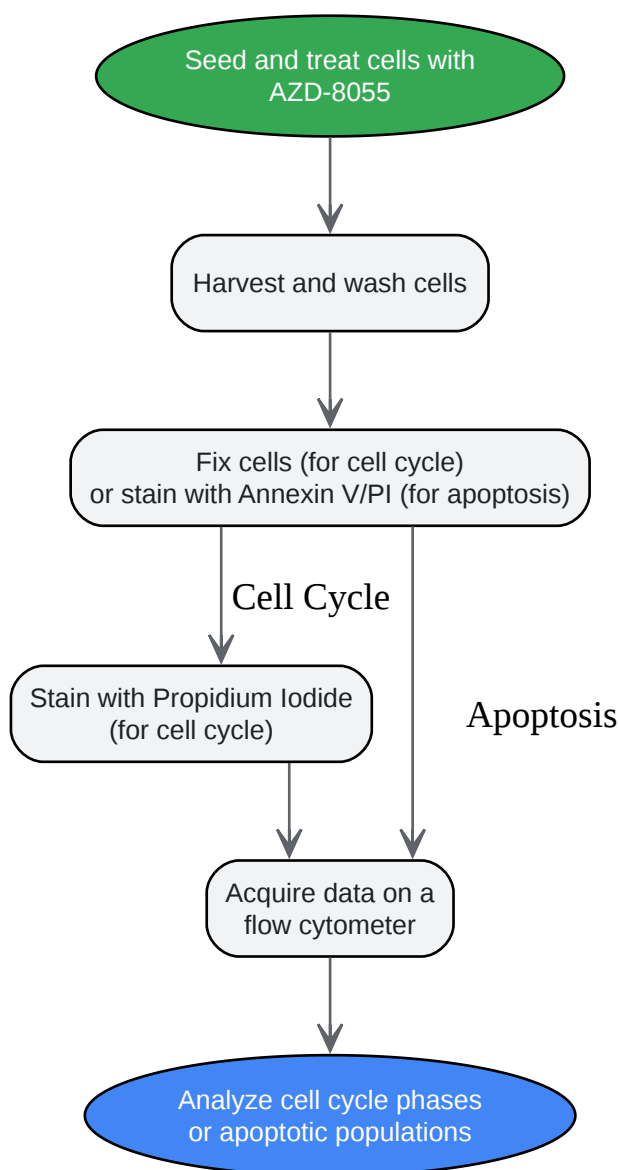 Seed and treat cells with
AZD-8055
Harvest and wash cells
Fix cells (for cell cycle)
or stain with Annexin V/PI (for apoptosis)
Cell Cycle
Stain with Propidium Iodide
(for cell cycle)
Apoptosis
Acquire data on a
flow cytometer
Analyze cell cycle phases
or apoptotic populations